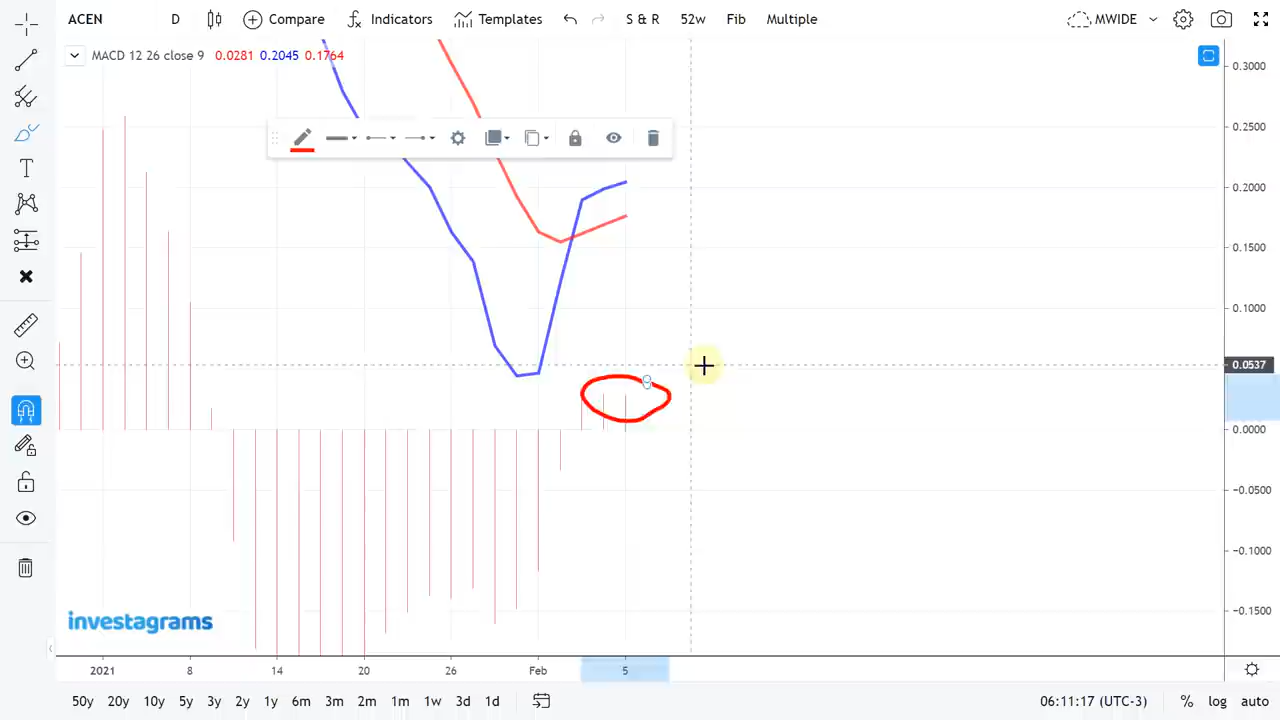 ACEN D Compare Indicators Templates S & R 52w Fib Multiple MWIDE
MACD 12 26 close 9 0.0281 0.2045 0.1764
0.3000
0.2500
0.2000
0.1500
0.1000
0.0537
0.0000
−0.0500
−0.1000
−0.1500
investagrams
2021 8 14 20 26 Feb 5
50y 20y 10y 5y 3y 2y 1y 6m 3m 2m 1m 1w 3d 1d 06:11:17 (UTC-3) % log auto